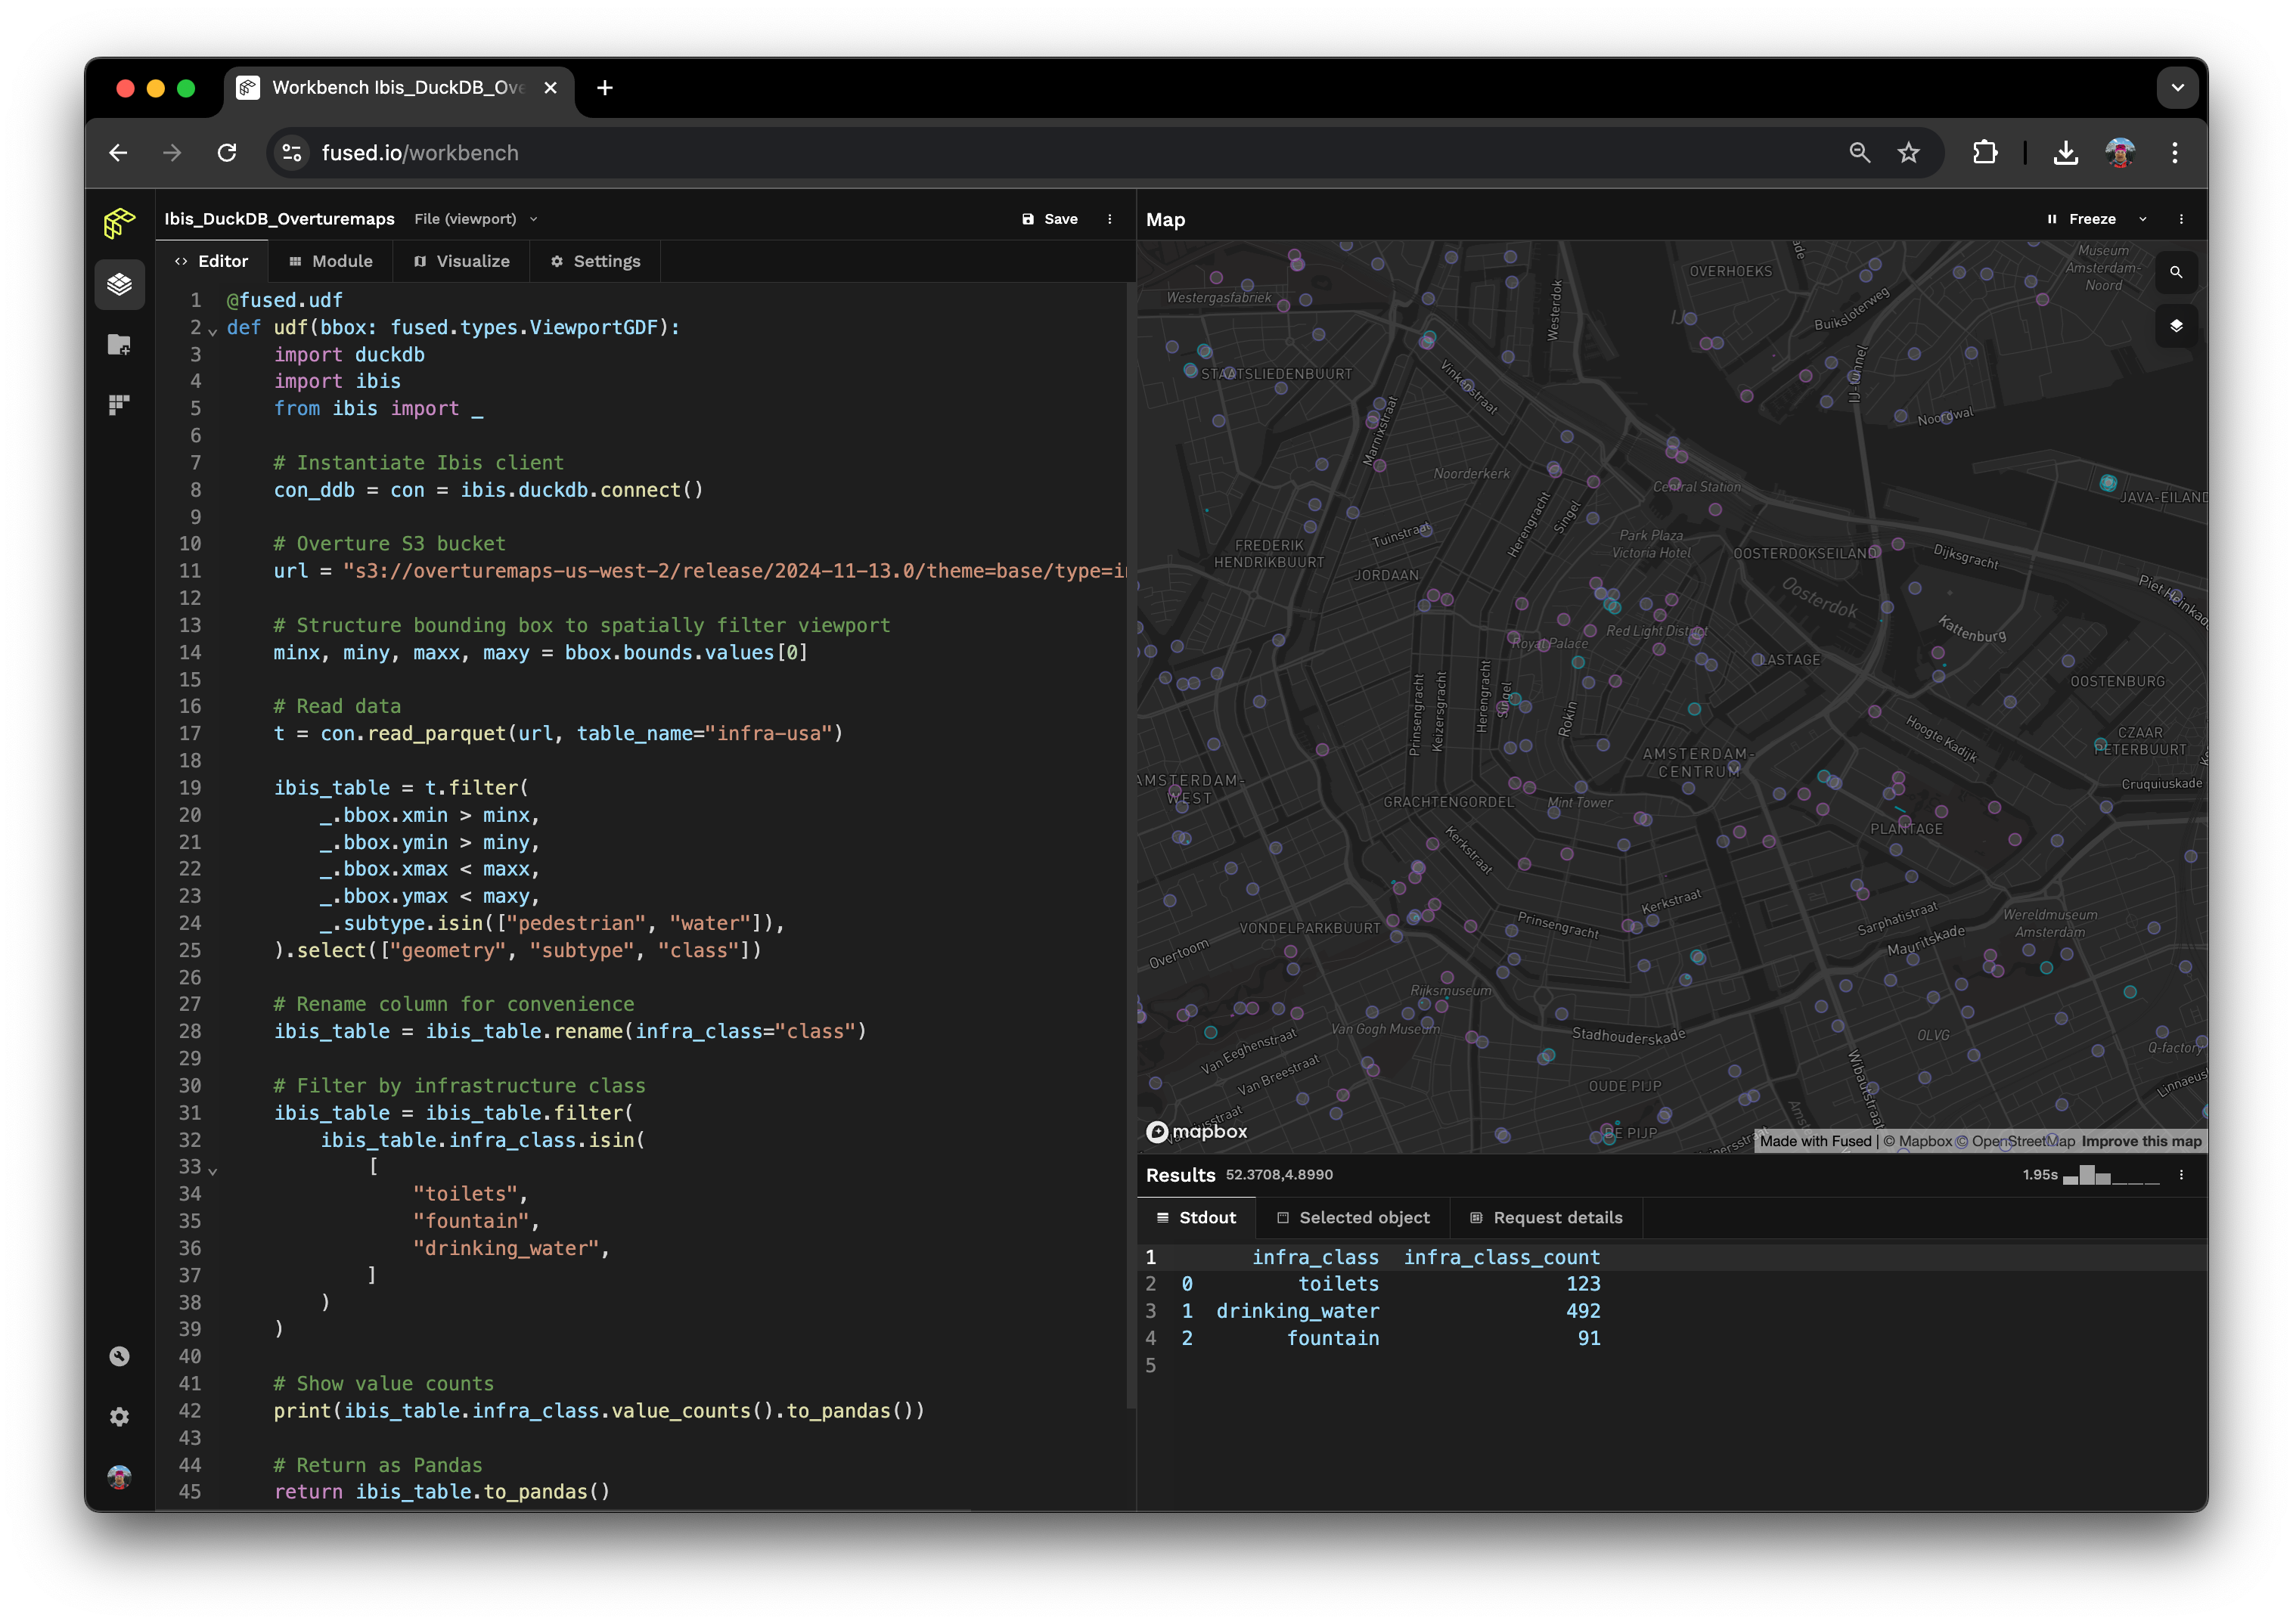 Workbench Ibis_DuckDB_Ove
fused.io/workbench
Ibis_DuckDB_Overturemaps File (viewport) Save
Editor Module Visualize Settings
1 @fused.udf
2 def udf(bbox: fused.types.ViewportGDF):
3 import duckdb
4 import ibis
5 from ibis import _
6
7 # Instantiate Ibis client
8 con_ddb = con = ibis.duckdb.connect()
9
10 # Overture S3 bucket
11 url = "s3://overturemaps-us-west-2/release/2024-11-13.0/theme=base/type=i
12
13 # Structure bounding box to spatially filter viewport
14 minx, miny, maxx, maxy = bbox.bounds.values[0]
15
16 # Read data
17 t = con.read_parquet(url, table_name="infra-usa")
18
19 ibis_table = t.filter(
20 _.bbox.xmin > minx,
21 _.bbox.ymin > miny,
22 _.bbox.xmax < maxx,
23 _.bbox.ymax < maxy,
24 _.subtype.isin(["pedestrian", "water"]),
25 ).select(["geometry", "subtype", "class"])
26
27 # Rename column for convenience
28 ibis_table = ibis_table.rename(infra_class="class")
29
30 # Filter by infrastructure class
31 ibis_table = ibis_table.filter(
32 ibis_table.infra_class.isin(
33 [
34 "toilets",
35 "fountain",
36 "drinking_water",
37 ]
38 )
39 )
40
41 # Show value counts
42 print(ibis_table.infra_class.value_counts().to_pandas())
43
44 # Return as Pandas
45 return ibis_table.to_pandas()
Map Freeze
Museum
Amsterdam-
Noord
OVERHOEKS
Westergasfabriek
Westerdok
IJ
Buiksloterweg
IJ-tunnel
STAATSLIEDENBUURT
Vinkenstraat
Marnixstraat
Noordwal
Noorderkerk
Central Station
JAVA-EILAND
Herengracht
Singel
Tuinstraat
Park Plaza
Victoria Hotel
FREDERIK
HENDRIKBUURT
OOSTERDOKSEILAND
Dijksgracht
JORDAAN
Piet Heinkade
Oosterdok
Kattenburg
Red Light District
Royal Palace
LASTAGE
OOSTENBURG
Prinsengracht
Keizersgracht
Herengracht
Singel
Rokin
Hoogte Kadijk
CZAAR
PETERBUURT
AMSTERDAM-
CENTRUM
AMSTERDAM-
WEST
Cruquiuskade
GRACHTENGORDEL
Mint Tower
PLANTAGE
Kerkstraat
Kerkstraat
Prinsengracht
Sarphatistraat
Wereldmuseum
Amsterdam
VONDELPARKBUURT
Mauritskade
Overtoom
Rijksmuseum
Van Gogh Museum
Stadhouderskade
OLVG
Q-factory
Van Eeghenstraat
Van Breestraat
Wibautstraat
Linnaeus
OUDE PIJP
DE PIJP
mapbox
Made with Fused | © Mapbox © OpenStreetMap Improve this map
Results 52.3708,4.8990 1.95s
Stdout Selected object Request details
1 infra_class infra_class_count
2 0 toilets 123
3 1 drinking_water 492
4 2 fountain 91
5